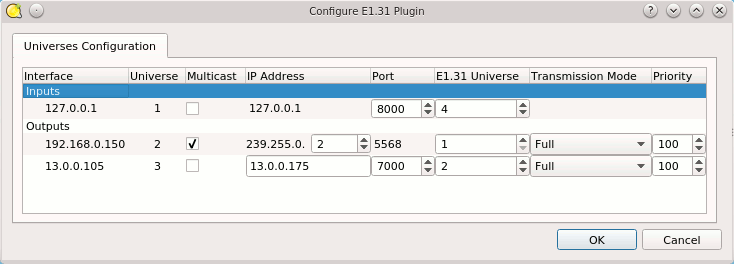 Configure E1.31 Plugin
Universes Configuration
Interface Universe Multicast IP Address Port E1.31 Universe Transmission Mode Priority
Inputs
127.0.0.1 1 127.0.0.1 8000 4
Outputs
192.168.0.150 2 239.255.0. 2 5568 1 Full 100
13.0.0.105 3 13.0.0.175 7000 2 Full 100
OK Cancel